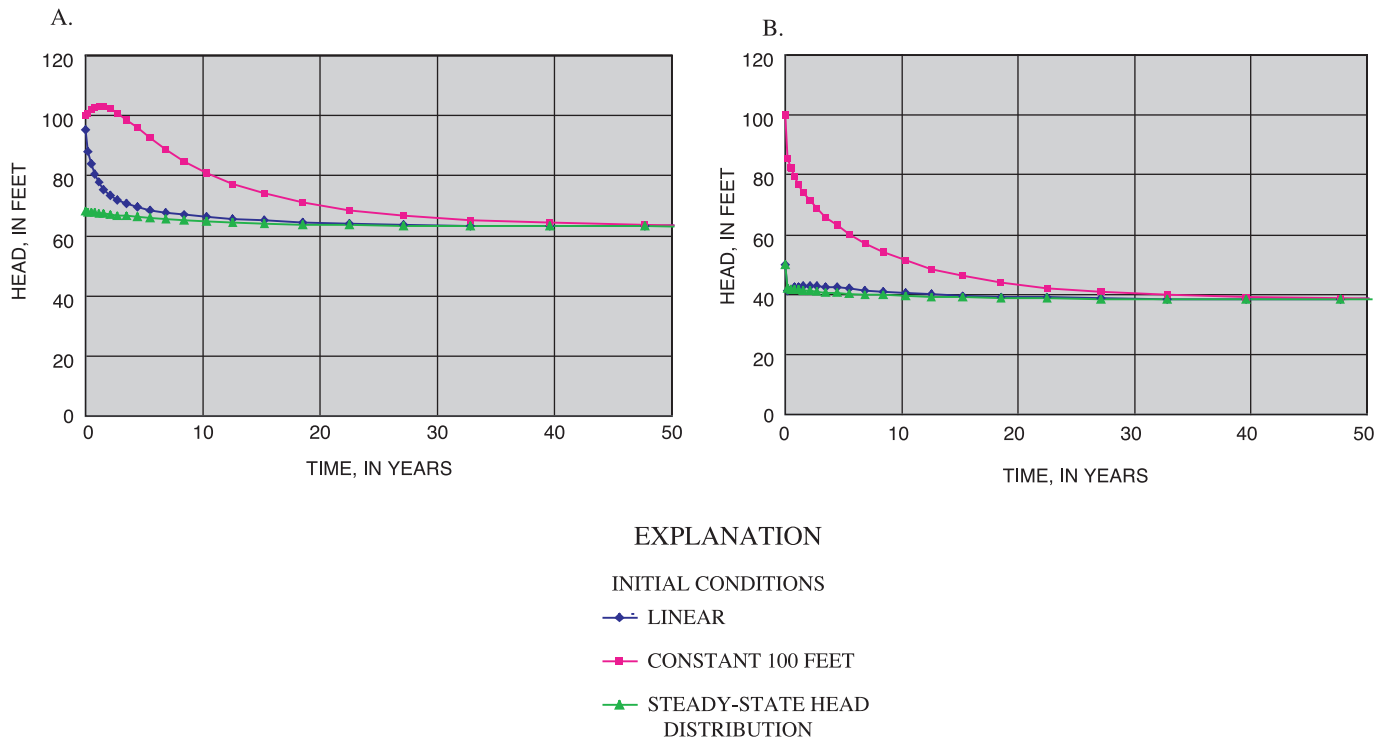 A.
120
100
80
60
40
20
0
HEAD, IN FEET
0 10 20 30 40 50
TIME, IN YEARS
B.
120
100
80
60
40
20
0
HEAD, IN FEET
0 10 20 30 40 50
TIME, IN YEARS
EXPLANATION
INITIAL CONDITIONS
LINEAR
CONSTANT 100 FEET
STEADY-STATE HEAD
DISTRIBUTION